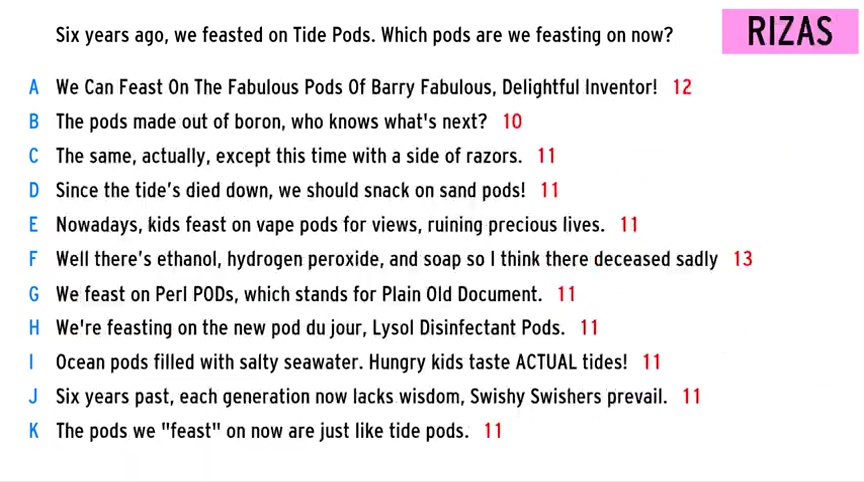 Six years ago, we feasted on Tide Pods. Which pods are we feasting on now?
RIZAS
A We Can Feast On The Fabulous Pods Of Barry Fabulous, Delightful Inventor! 12
B The pods made out of boron, who knows what's next? 10
C The same, actually, except this time with a side of razors. 11
D Since the tide's died down, we should snack on sand pods! 11
E Nowadays, kids feast on vape pods for views, ruining precious lives. 11
F Well there's ethanol, hydrogen peroxide, and soap so I think there deceased sadly 13
G We feast on Perl PODs, which stands for Plain Old Document. 11
H We're feasting on the new pod du jour, Lysol Disinfectant Pods. 11
I Ocean pods filled with salty seawater. Hungry kids taste ACTUAL tides! 11
J Six years past, each generation now lacks wisdom, Swishy Swishers prevail. 11
K The pods we "feast" on now are just like tide pods. 11